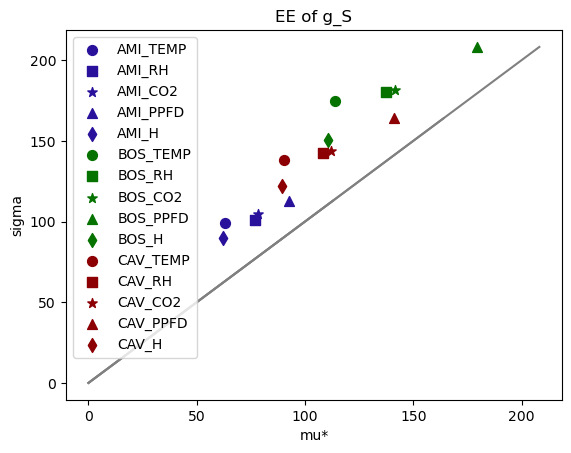 EE of g_S
AMI_TEMP
AMI_RH
AMI_CO2
AMI_PPFD
AMI_H
BOS_TEMP
BOS_RH
BOS_CO2
BOS_PPFD
BOS_H
CAV_TEMP
CAV_RH
CAV_CO2
CAV_PPFD
CAV_H
sigma
200
150
100
50
0
0 50 100 150 200
mu*